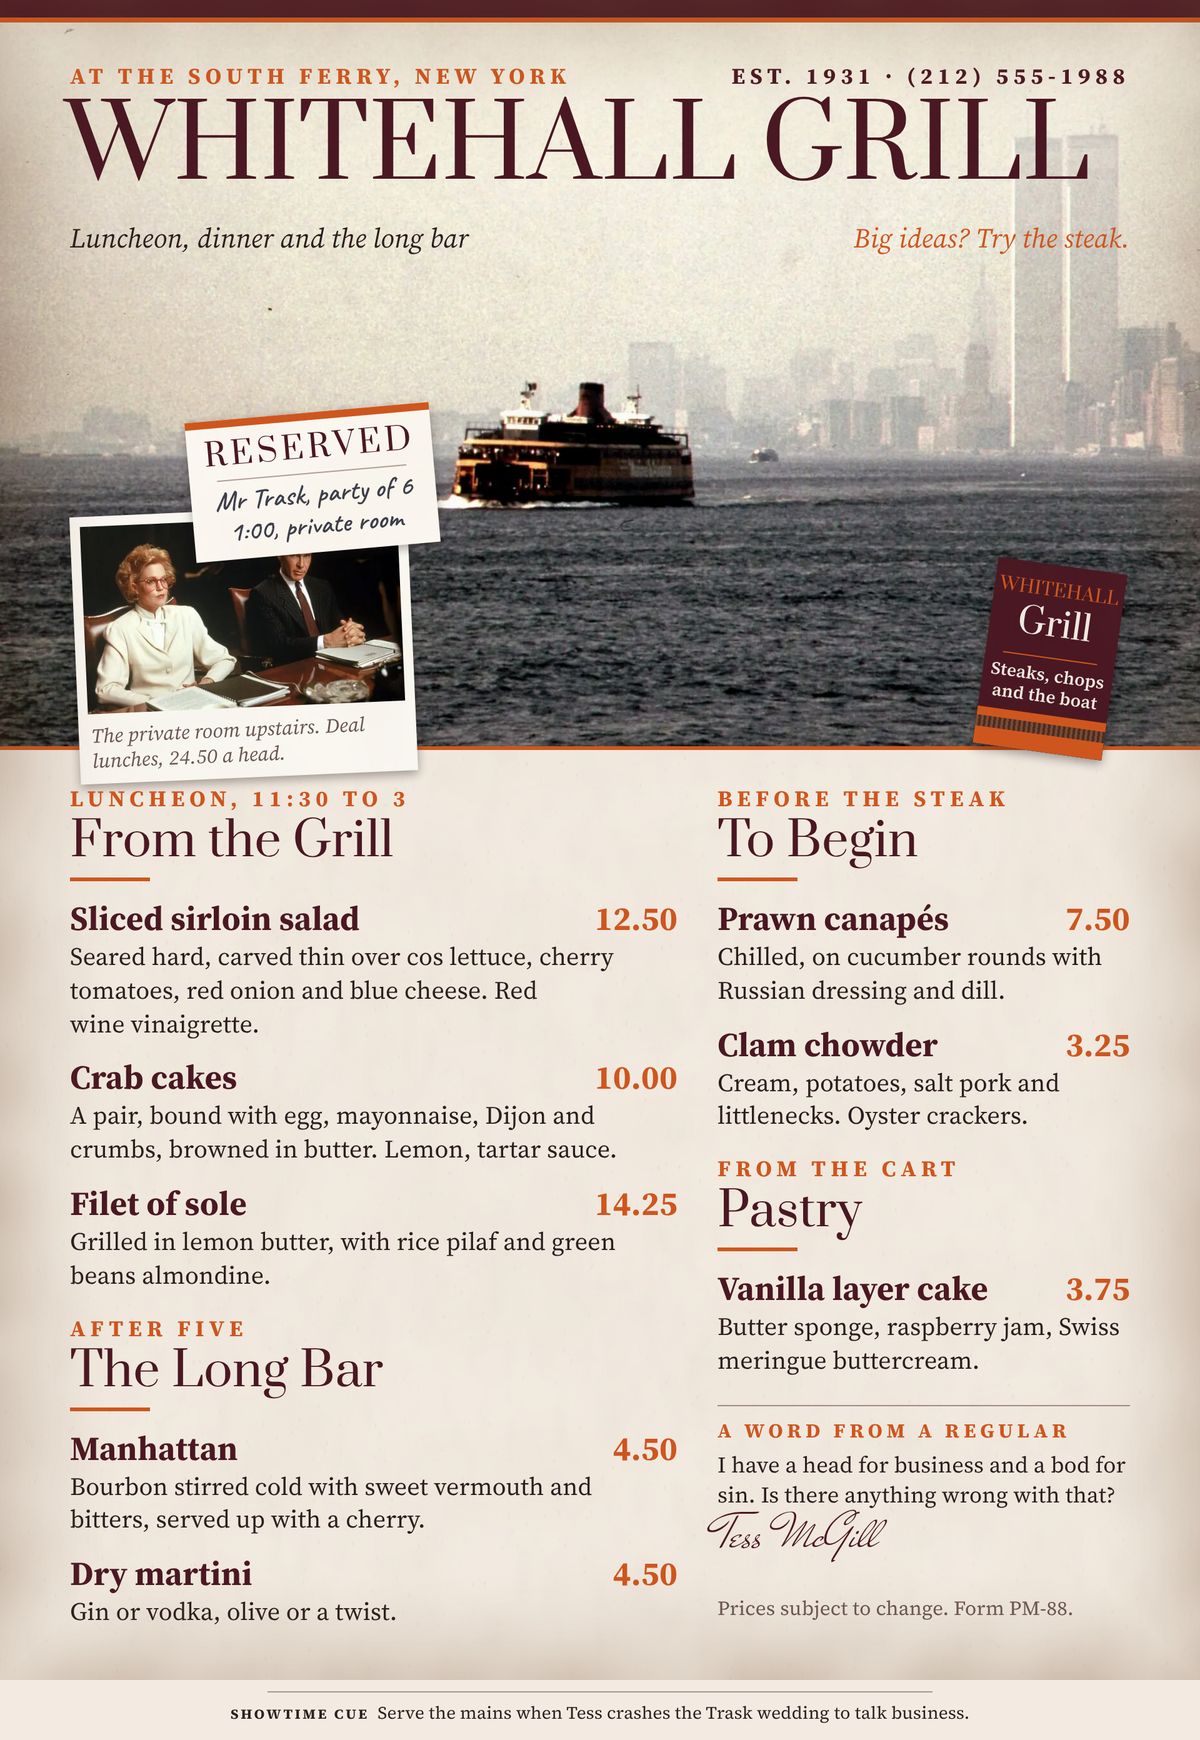 AT THE SOUTH FERRY, NEW YORK
EST. 1931 · (212) 555-1988
WHITEHALL GRILL
Luncheon, dinner and the long bar
Big ideas? Try the steak.
RESERVED
Mr Trask, party of 6
1:00, private room
The private room upstairs. Deal
lunches, 24.50 a head.
WHITEHALL
Grill
Steaks, chops
and the boat
LUNCHEON, 11:30 TO 3
From the Grill
Sliced sirloin salad 12.50
Seared hard, carved thin over cos lettuce, cherry
tomatoes, red onion and blue cheese. Red
wine vinaigrette.
Crab cakes 10.00
A pair, bound with egg, mayonnaise, Dijon and
crumbs, browned in butter. Lemon, tartar sauce.
Filet of sole 14.25
Grilled in lemon butter, with rice pilaf and green
beans almondine.
AFTER FIVE
The Long Bar
Manhattan 4.50
Bourbon stirred cold with sweet vermouth and
bitters, served up with a cherry.
Dry martini 4.50
Gin or vodka, olive or a twist.
BEFORE THE STEAK
To Begin
Prawn canapés 7.50
Chilled, on cucumber rounds with
Russian dressing and dill.
Clam chowder 3.25
Cream, potatoes, salt pork and
littlenecks. Oyster crackers.
FROM THE CART
Pastry
Vanilla layer cake 3.75
Butter sponge, raspberry jam, Swiss
meringue buttercream.
A WORD FROM A REGULAR
I have a head for business and a bod for
sin. Is there anything wrong with that?
Tess McGill
Prices subject to change. Form PM-88.
SHOWTIME CUE Serve the mains when Tess crashes the Trask wedding to talk business.